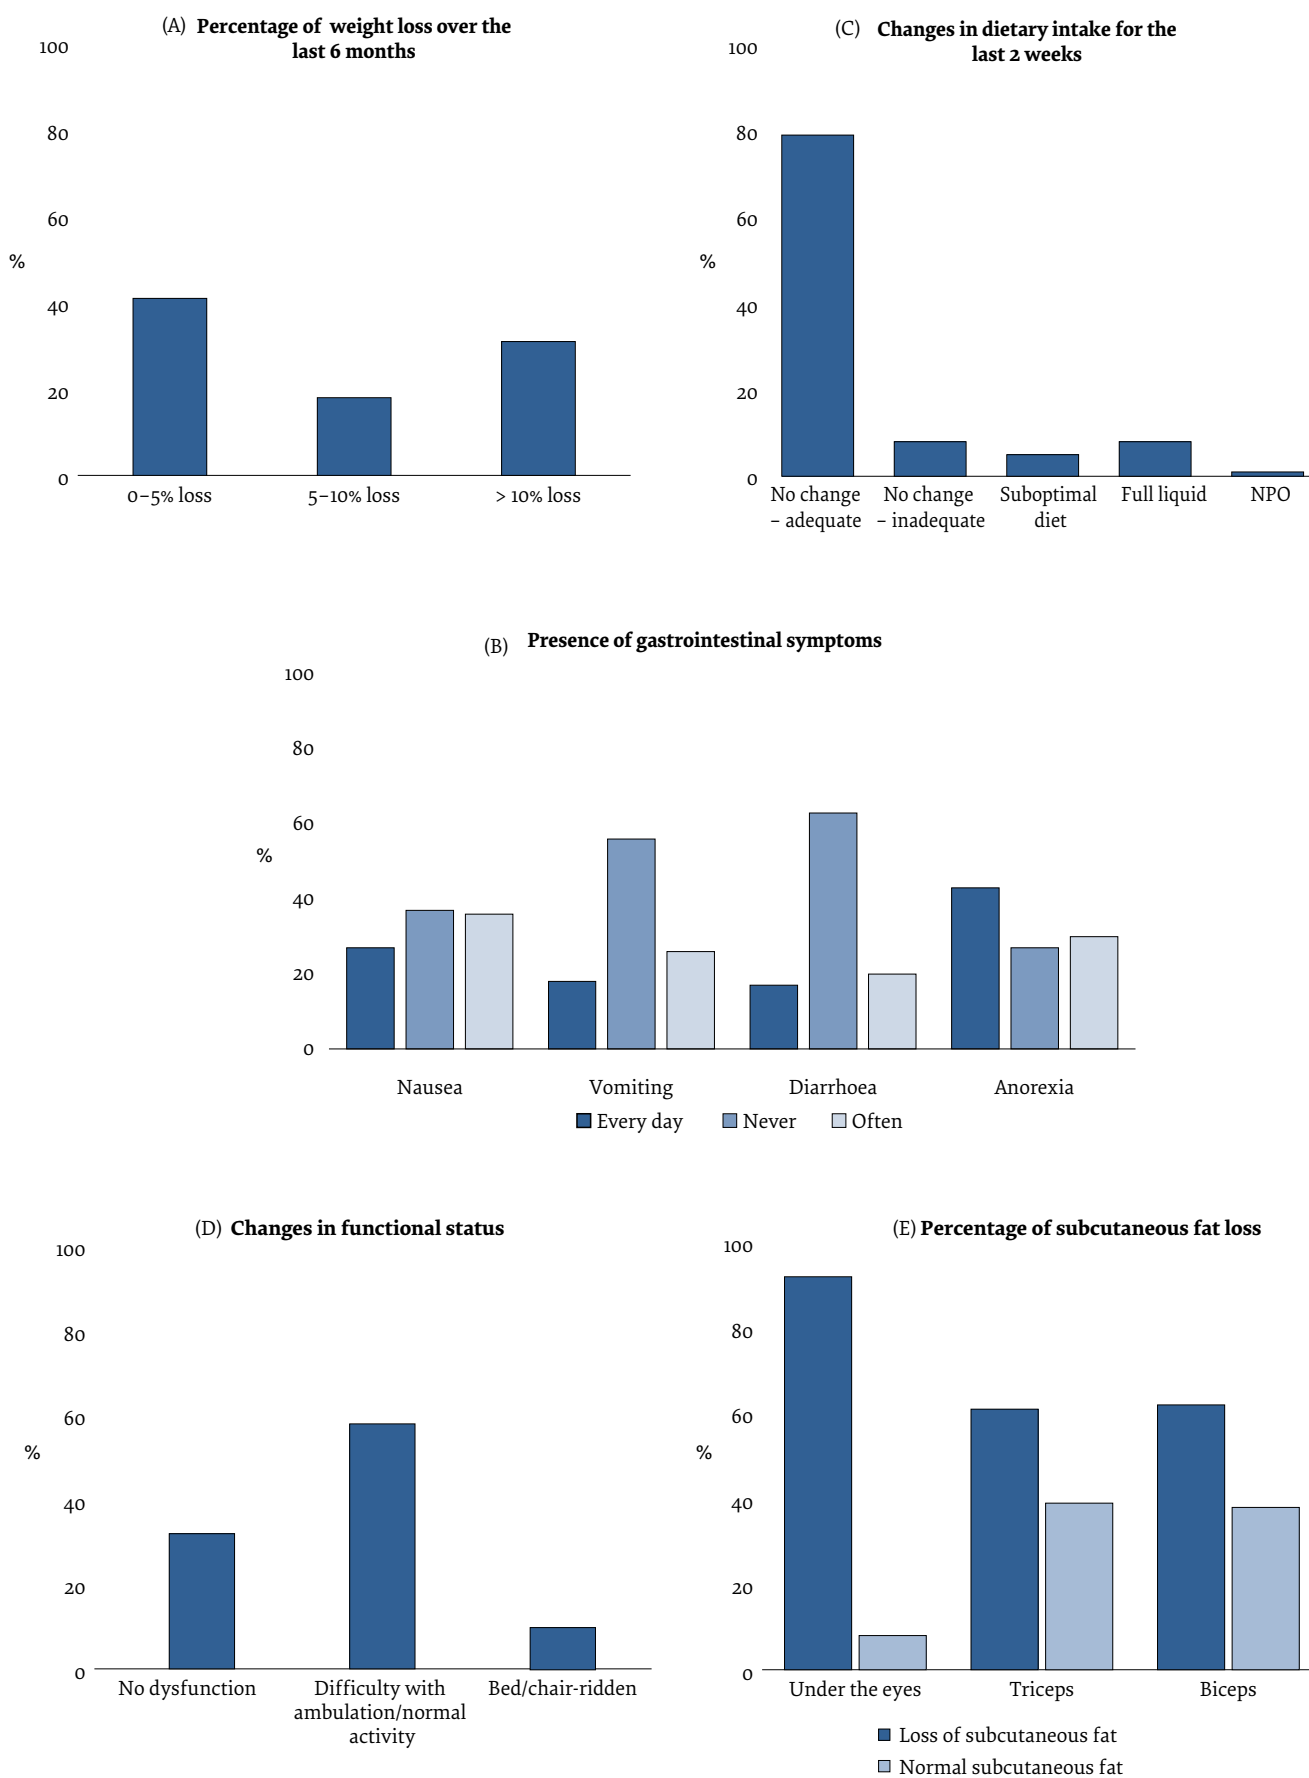 (A) Percentage of weight loss over the
last 6 months
100
80
60
%
40
20
0
0–5% loss 5–10% loss > 10% loss
(C) Changes in dietary intake for the
last 2 weeks
100
80
60
%
40
20
0
No change No change Suboptimal Full liquid NPO
– adequate – inadequate diet
(B) Presence of gastrointestinal symptoms
100
80
60
%
40
20
0
Nausea Vomiting Diarrhoea Anorexia
Every day Never Often
(D) Changes in functional status
100
80
60
%
40
20
0
No dysfunction Difficulty with Bed/chair-ridden
ambulation/normal
activity
(E) Percentage of subcutaneous fat loss
100
80
60
%
40
20
0
Under the eyes Triceps Biceps
Loss of subcutaneous fat
Normal subcutaneous fat